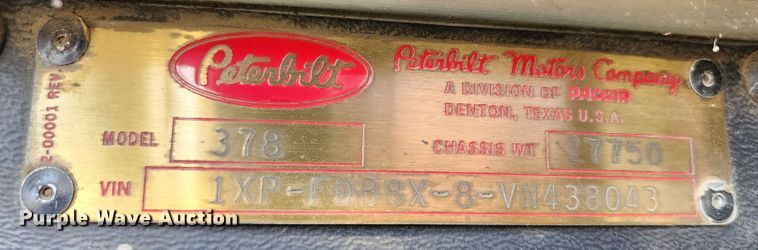 2-00001 REV.
Peterbilt
Peterbilt Motors Company
A DIVISION OF PACCAR
DENTON, TEXAS U.S.A.
MODEL 378
CHASSIS WT 17750
VIN 1XP-FDB9X-8-VN438043
Purple Wave Auction